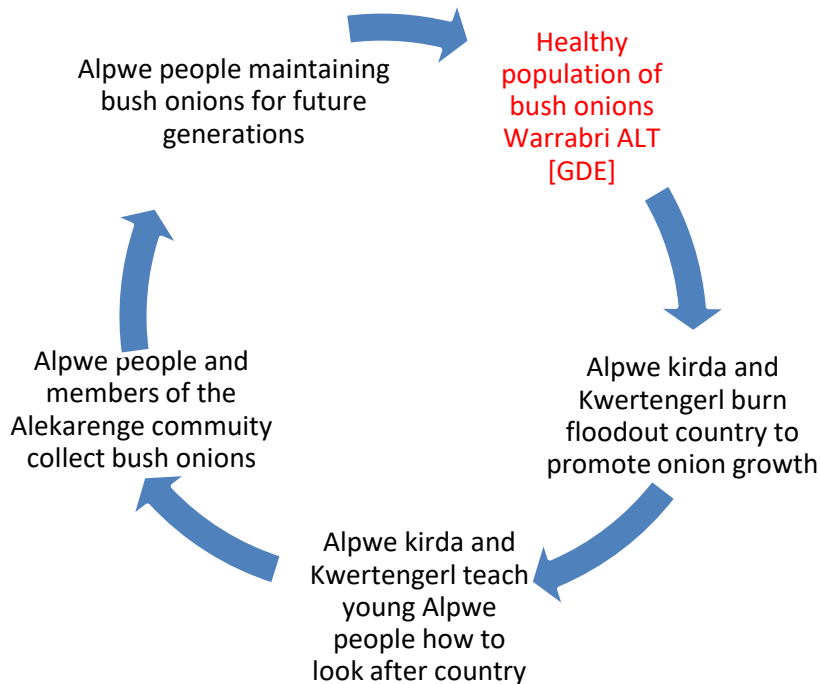 Alpwe people maintaining
bush onions for future
generations
Healthy
population of
bush onions
Warrabri ALT
[GDE]
Alpwe kirda and
Kwertengerl burn
floodout country to
promote onion growth
Alpwe kirda and
Kwertengerl teach
young Alpwe
people how to
look after country
Alpwe people and
members of the
Alekarenge commuity
collect bush onions